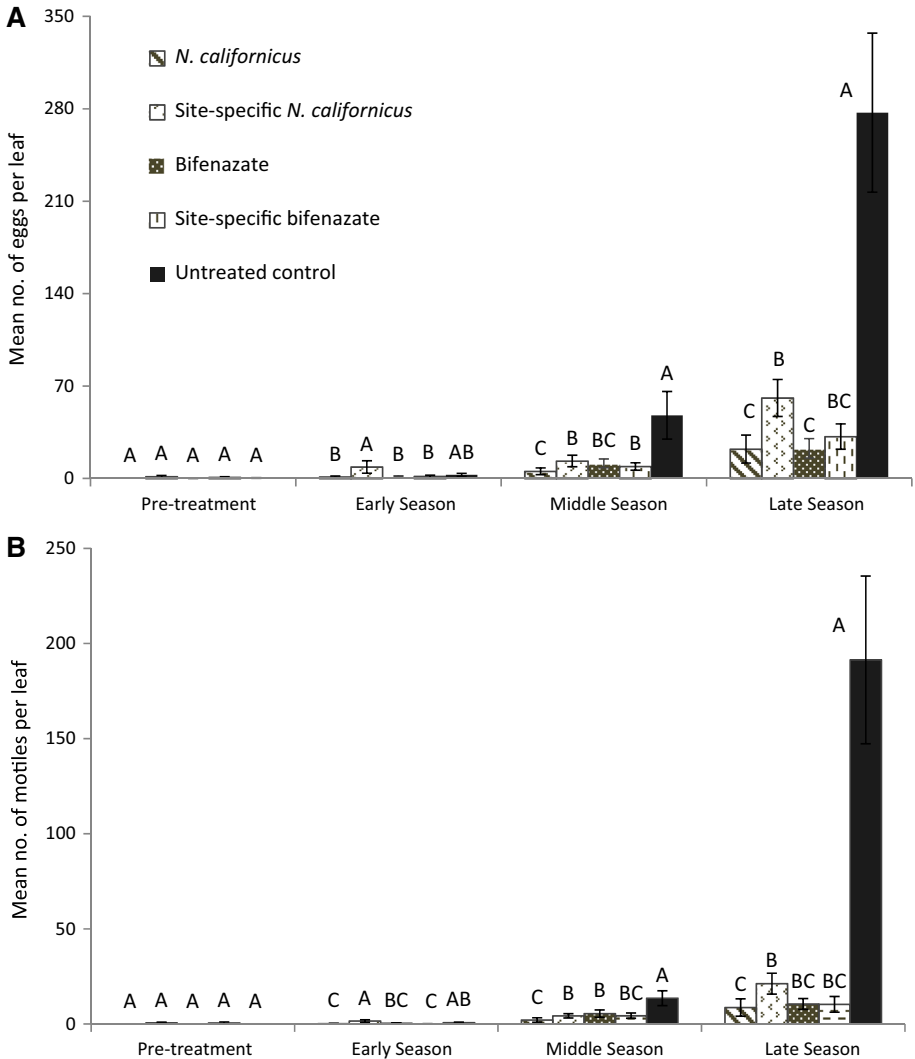 A
350
280
210
140
70
0
Mean no. of eggs per leaf
N. californicus
Site-specific N. californicus
Bifenazate
Site-specific bifenazate
Untreated control
A A A A A
B A B B AB
C B BC B A
C B C BC A
Pre-treatment Early Season Middle Season Late Season
B
250
200
150
100
50
0
Mean no. of motiles per leaf
A A A A A
C A BC C AB
C B B BC A
C B BC BC A
Pre-treatment Early Season Middle Season Late Season